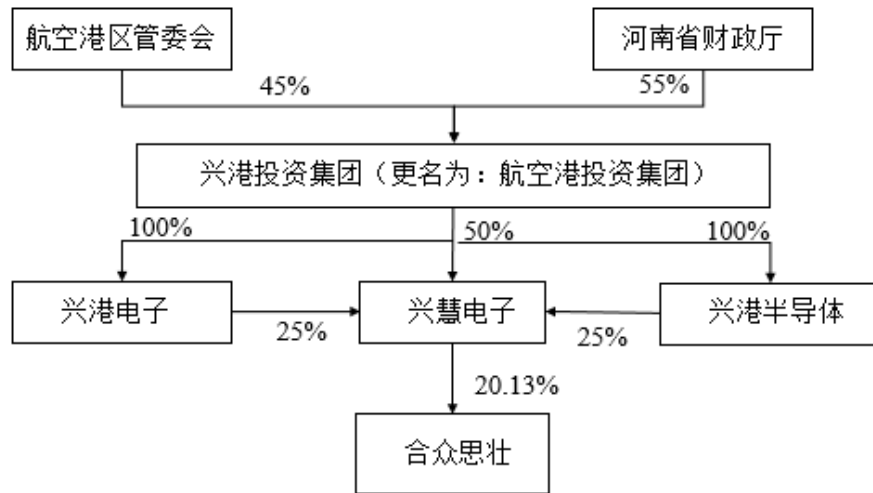 航空港区管委会
河南省财政厅
45%
55%
兴港投资集团（更名为：航空港投资集团）
100%
50%
100%
兴港电子
兴慧电子
兴港半导体
25%
25%
20.13%
合众思壮